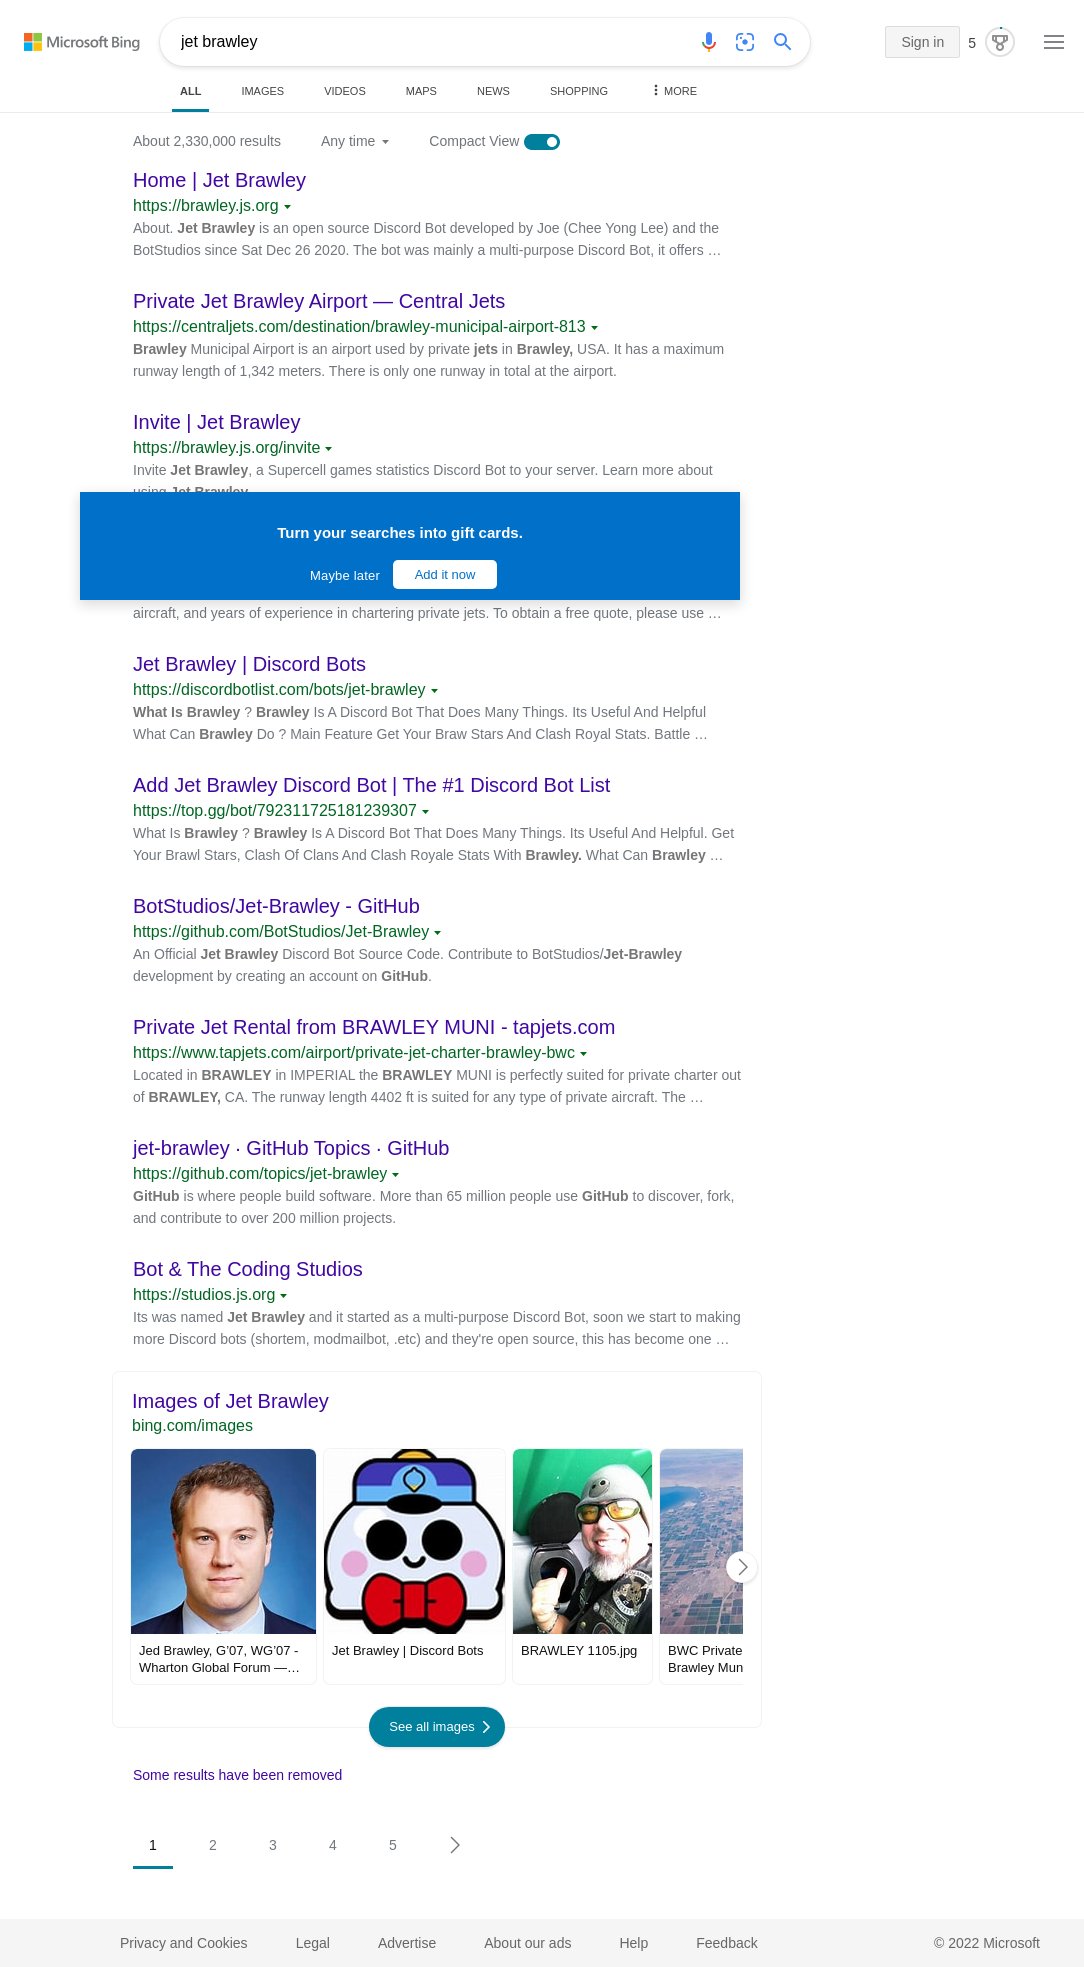 Microsoft Bing
jet brawley
Sign in
5
ALL
IMAGES
VIDEOS
MAPS
NEWS
SHOPPING
MORE
About 2,330,000 results
Any time
Compact View
Home | Jet Brawley
https://brawley.js.org
About. Jet Brawley is an open source Discord Bot developed by Joe (Chee Yong Lee) and the
BotStudios since Sat Dec 26 2020. The bot was mainly a multi-purpose Discord Bot, it offers …
Private Jet Brawley Airport — Central Jets
https://centraljets.com/destination/brawley-municipal-airport-813
Brawley Municipal Airport is an airport used by private jets in Brawley, USA. It has a maximum
runway length of 1,342 meters. There is only one runway in total at the airport.
Invite | Jet Brawley
https://brawley.js.org/invite
Invite Jet Brawley, a Supercell games statistics Discord Bot to your server. Learn more about
using Jet Brawley
Turn your searches into gift cards.
Maybe later
Add it now
aircraft, and years of experience in chartering private jets. To obtain a free quote, please use …
Jet Brawley | Discord Bots
https://discordbotlist.com/bots/jet-brawley
What Is Brawley ? Brawley Is A Discord Bot That Does Many Things. Its Useful And Helpful
What Can Brawley Do ? Main Feature Get Your Braw Stars And Clash Royal Stats. Battle …
Add Jet Brawley Discord Bot | The #1 Discord Bot List
https://top.gg/bot/792311725181239307
What Is Brawley ? Brawley Is A Discord Bot That Does Many Things. Its Useful And Helpful. Get
Your Brawl Stars, Clash Of Clans And Clash Royale Stats With Brawley. What Can Brawley …
BotStudios/Jet-Brawley - GitHub
https://github.com/BotStudios/Jet-Brawley
An Official Jet Brawley Discord Bot Source Code. Contribute to BotStudios/Jet-Brawley
development by creating an account on GitHub.
Private Jet Rental from BRAWLEY MUNI - tapjets.com
https://www.tapjets.com/airport/private-jet-charter-brawley-bwc
Located in BRAWLEY in IMPERIAL the BRAWLEY MUNI is perfectly suited for private charter out
of BRAWLEY, CA. The runway length 4402 ft is suited for any type of private aircraft. The …
jet-brawley · GitHub Topics · GitHub
https://github.com/topics/jet-brawley
GitHub is where people build software. More than 65 million people use GitHub to discover, fork,
and contribute to over 200 million projects.
Bot & The Coding Studios
https://studios.js.org
Its was named Jet Brawley and it started as a multi-purpose Discord Bot, soon we start to making
more Discord bots (shortem, modmailbot, .etc) and they're open source, this has become one …
Images of Jet Brawley
bing.com/images
Jed Brawley, G'07, WG'07 -
Wharton Global Forum —…
Jet Brawley | Discord Bots
BRAWLEY 1105.jpg
BWC Private
Brawley Mun
See all images
Some results have been removed
1
2
3
4
5
Privacy and Cookies
Legal
Advertise
About our ads
Help
Feedback
© 2022 Microsoft